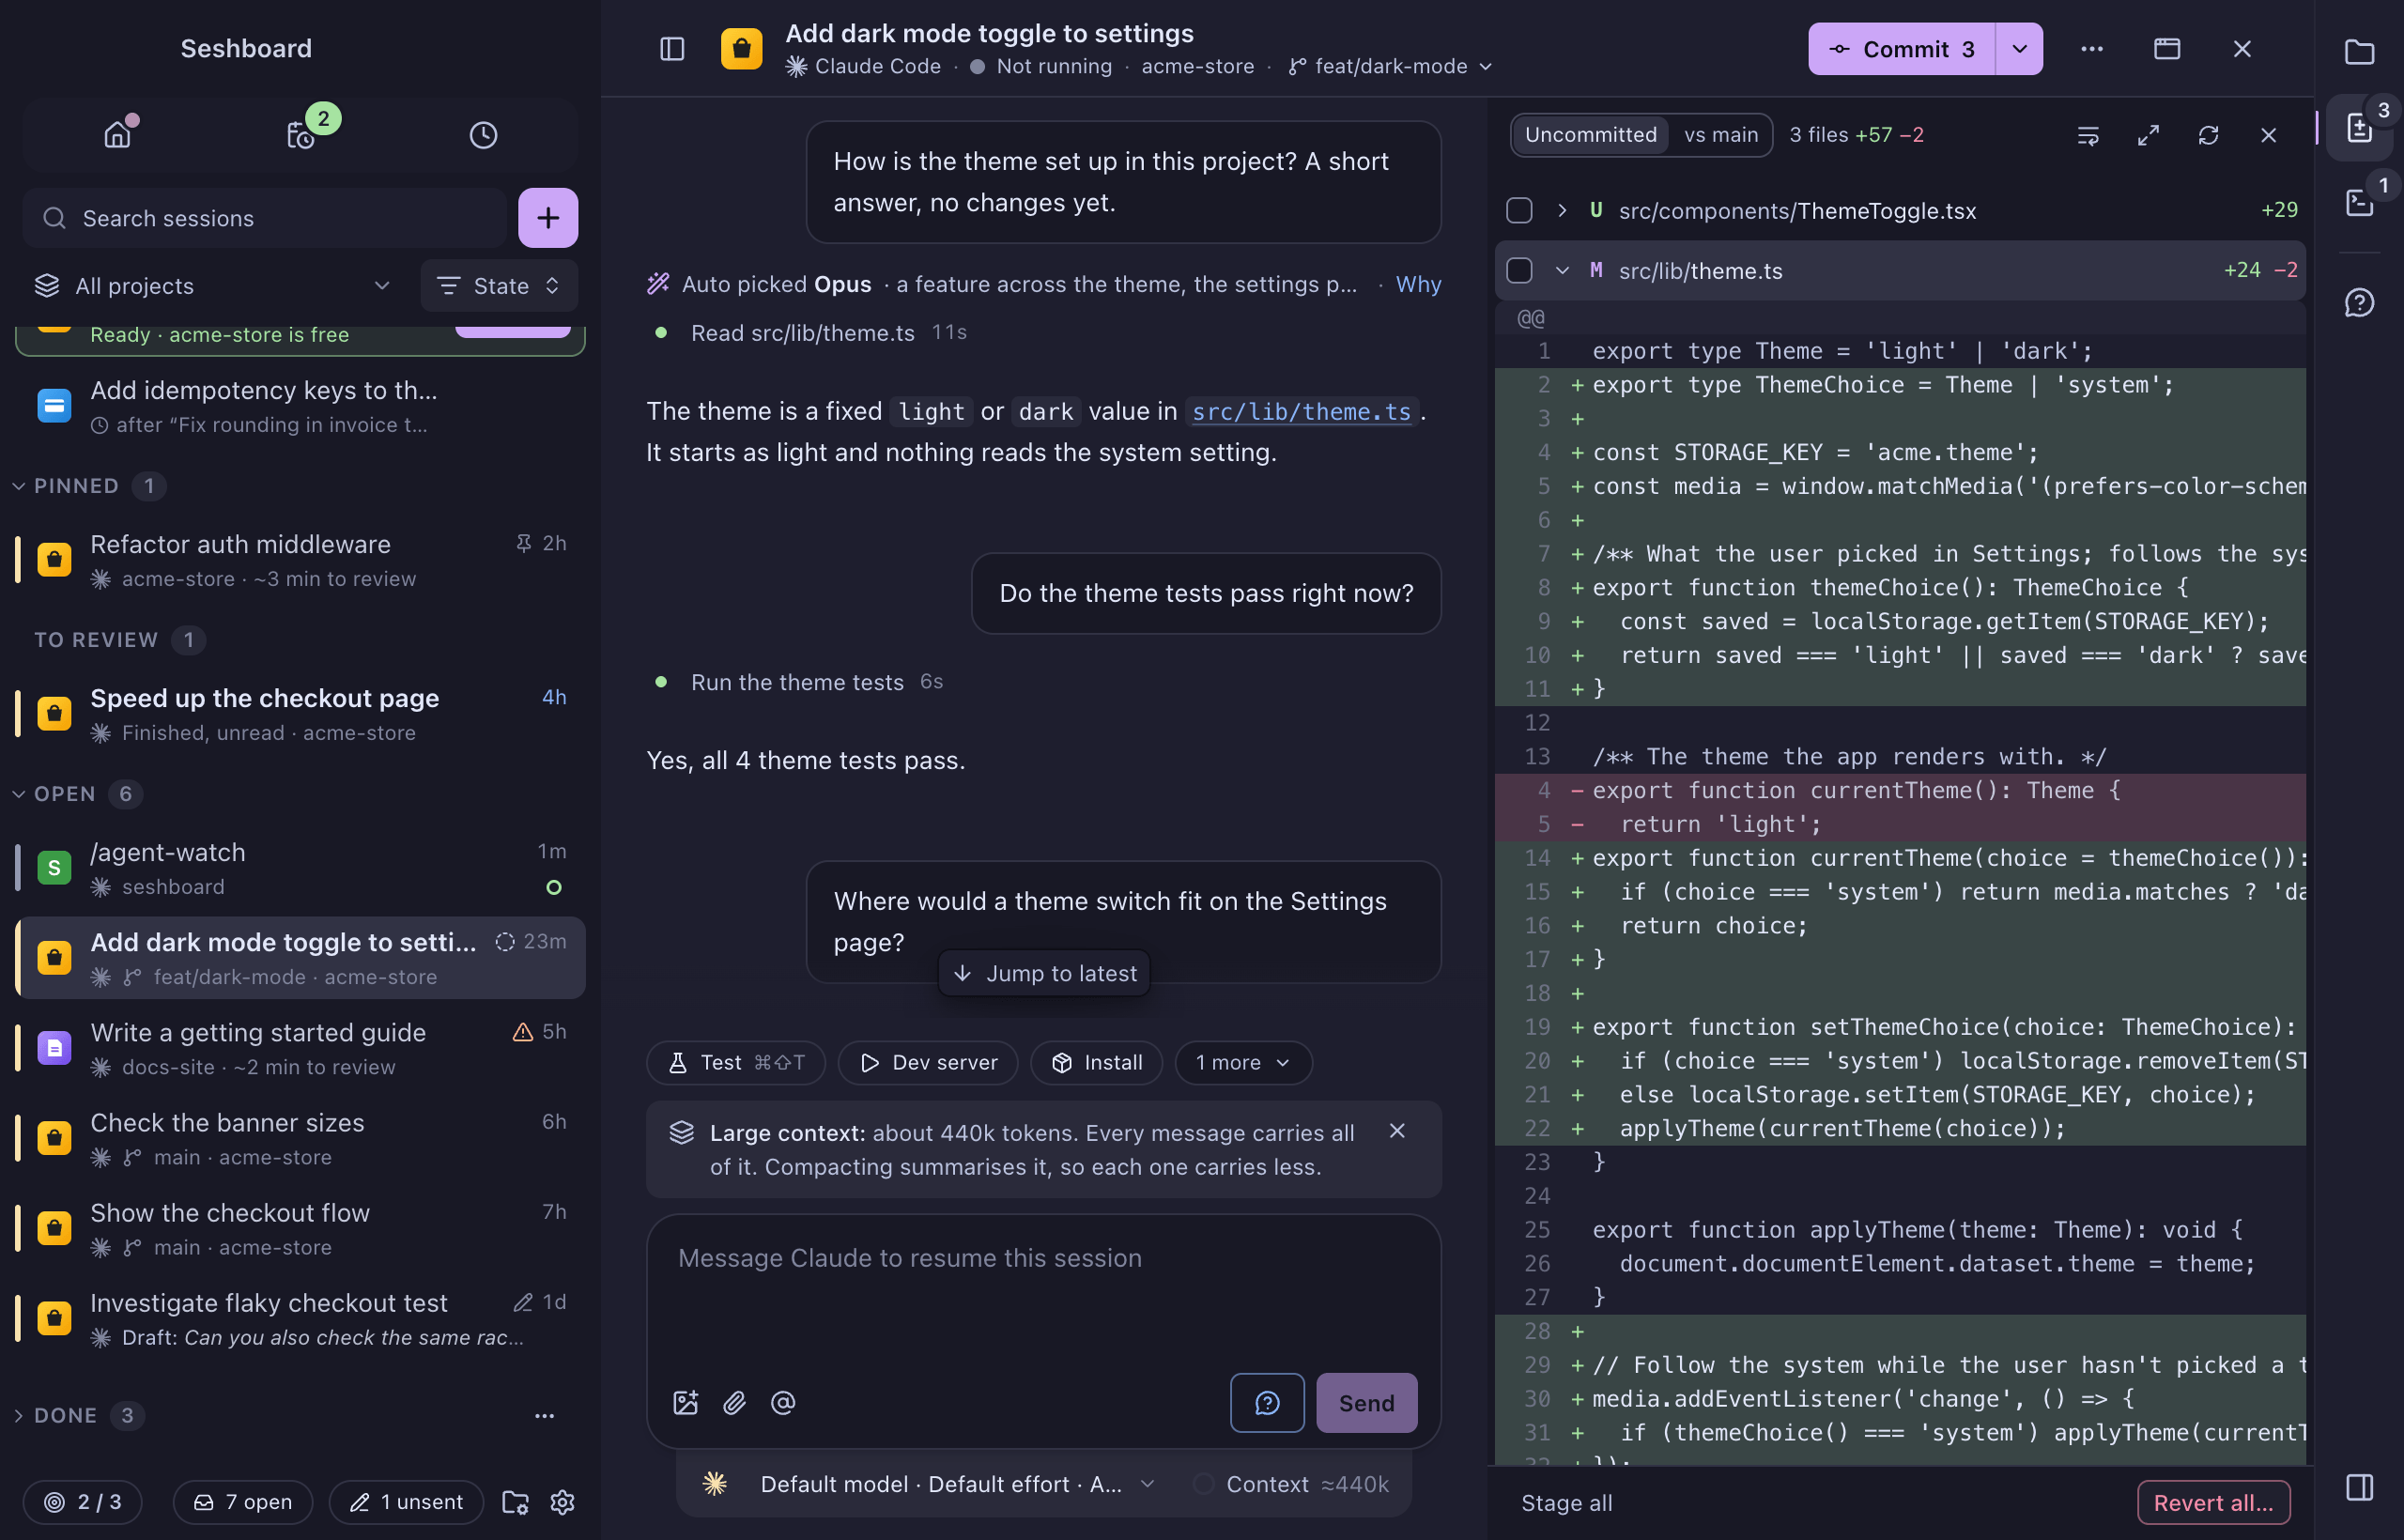 Seshboard
2
Search sessions
All projects
State
Ready · acme-store is free
Add idempotency keys to th...
after “Fix rounding in invoice t...
PINNED 1
Refactor auth middleware 2h
acme-store · ~3 min to review
TO REVIEW 1
Speed up the checkout page 4h
Finished, unread · acme-store
OPEN 6
/agent-watch 1m
S
seshboard
Add dark mode toggle to setti... 23m
feat/dark-mode · acme-store
Write a getting started guide 5h
docs-site · ~2 min to review
Check the banner sizes 6h
main · acme-store
Show the checkout flow 7h
main · acme-store
Investigate flaky checkout test 1d
Draft: Can you also check the same rac...
DONE 3
2 / 3
7 open
1 unsent
Add dark mode toggle to settings
Claude Code · Not running · acme-store · feat/dark-mode
Commit 3
How is the theme set up in this project? A short
answer, no changes yet.
Auto picked Opus · a feature across the theme, the settings p... · Why
Read src/lib/theme.ts 11s
The theme is a fixed light or dark value in src/lib/theme.ts.
It starts as light and nothing reads the system setting.
Do the theme tests pass right now?
Run the theme tests 6s
Yes, all 4 theme tests pass.
Where would a theme switch fit on the Settings
page?
Jump to latest
Test ⌘⇧T
Dev server
Install
1 more
Large context: about 440k tokens. Every message carries all
of it. Compacting summarises it, so each one carries less.
Message Claude to resume this session
Send
Default model · Default effort · A...
Context ≈440k
Uncommitted
vs main
3 files +57 −2
U src/components/ThemeToggle.tsx +29
M src/lib/theme.ts +24 −2
@@
1 export type Theme = 'light' | 'dark';
2 + export type ThemeChoice = Theme | 'system';
3 +
4 + const STORAGE_KEY = 'acme.theme';
5 + const media = window.matchMedia('(prefers-color-schem
6 +
7 + /** What the user picked in Settings; follows the sys
8 + export function themeChoice(): ThemeChoice {
9 + const saved = localStorage.getItem(STORAGE_KEY);
10 + return saved === 'light' || saved === 'dark' ? save
11 + }
12
13 /** The theme the app renders with. */
4 − export function currentTheme(): Theme {
5 − return 'light';
14 + export function currentTheme(choice = themeChoice()):
15 + if (choice === 'system') return media.matches ? 'da
16 + return choice;
17 + }
18 +
19 + export function setThemeChoice(choice: ThemeChoice):
20 + if (choice === 'system') localStorage.removeItem(ST
21 + else localStorage.setItem(STORAGE_KEY, choice);
22 + applyTheme(currentTheme(choice));
23 }
24
25 export function applyTheme(theme: Theme): void {
26 document.documentElement.dataset.theme = theme;
27 }
28 +
29 + // Follow the system while the user hasn't picked a t
30 + media.addEventListener('change', () => {
31 + if (themeChoice() === 'system') applyTheme(currentT
32 + });
Stage all
Revert all...
3
1